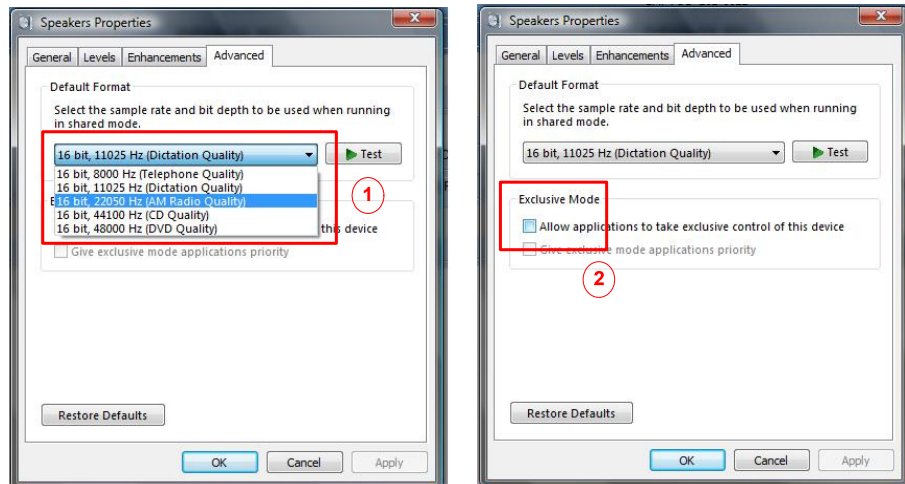 Speakers Properties
General Levels Enhancements Advanced
Default Format
Select the sample rate and bit depth to be used when running
in shared mode.
16 bit, 11025 Hz (Dictation Quality)
Test
16 bit, 8000 Hz (Telephone Quality)
16 bit, 11025 Hz (Dictation Quality)
16 bit, 22050 Hz (AM Radio Quality)
16 bit, 44100 Hz (CD Quality)
16 bit, 48000 Hz (DVD Quality)
this device
Give exclusive mode applications priority
1
Restore Defaults
OK Cancel Apply
Speakers Properties
General Levels Enhancements Advanced
Default Format
Select the sample rate and bit depth to be used when running
in shared mode.
16 bit, 11025 Hz (Dictation Quality)
Test
Exclusive Mode
Allow applications to take exclusive control of this device
Give exclusive mode applications priority
2
Restore Defaults
OK Cancel Apply